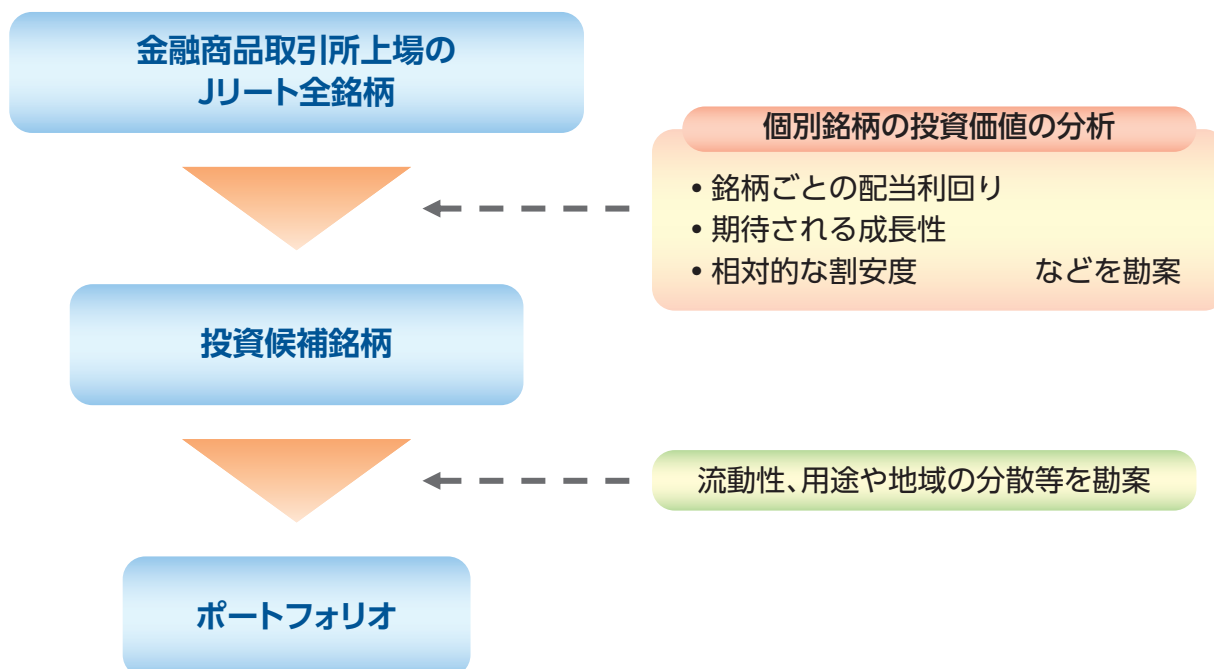 金融商品取引所上場の
Jリート全銘柄
個別銘柄の投資価値の分析
• 銘柄ごとの配当利回り
• 期待される成長性
• 相対的な割安度　　　　などを勘案
投資候補銘柄
流動性、用途や地域の分散等を勘案
ポートフォリオ